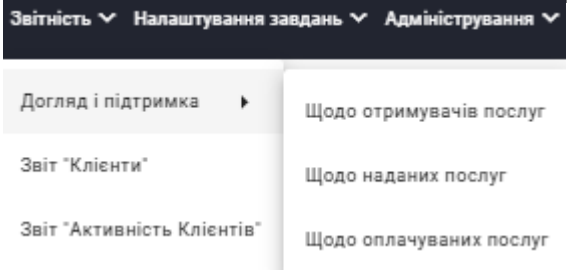 Звітність Налаштування завдань Адміністрування
Догляд і підтримка
Звіт "Клієнти"
Звіт "Активність Клієнтів"
Щодо отримувачів послуг
Щодо наданих послуг
Щодо оплачуваних послуг